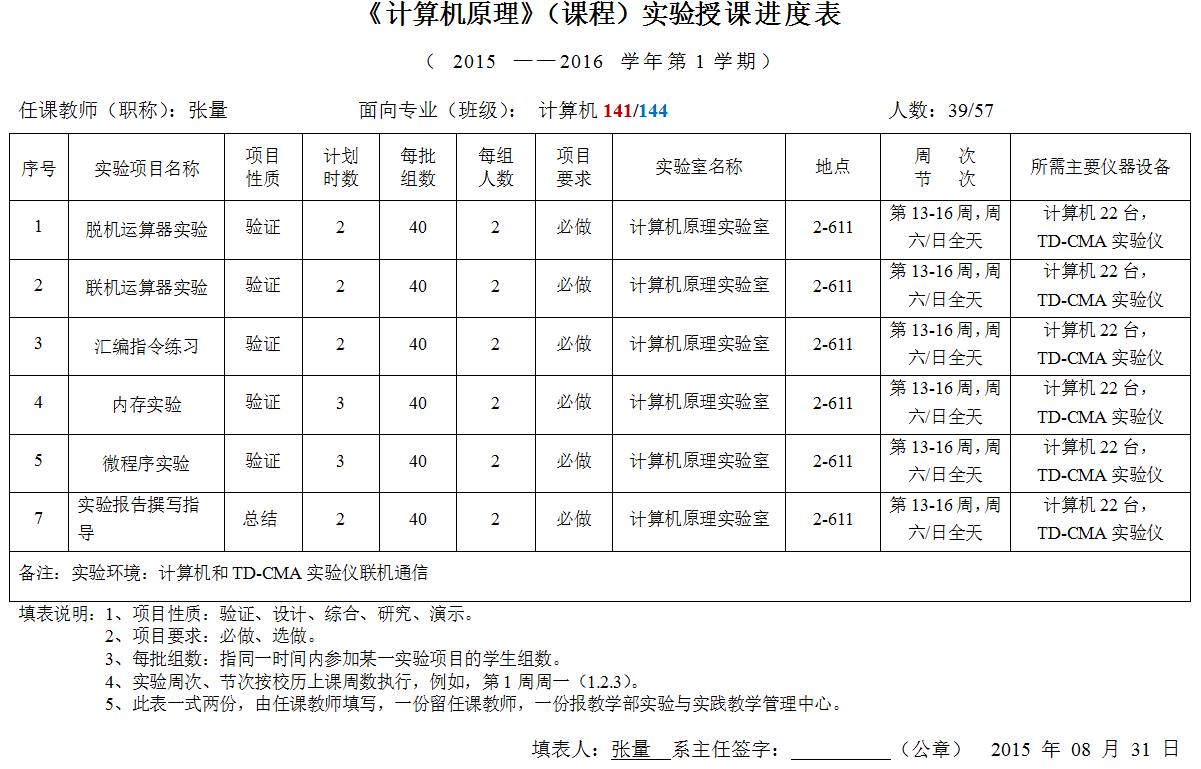 《计算机原理》（课程）实验授课进度表
（ 2015 ——2016 学年第 1 学期）
任课教师（职称）：张量 面向专业（班级）： 计算机 141/144 人数：39/57
序号 实验项目名称 项目性质 计划时数 每批组数 每组人数 项目要求 实验室名称 地点 周 次 节 次 所需主要仪器设备
1 脱机运算器实验 验证 2 40 2 必做 计算机原理实验室 2-611 第 13-16 周，周六/日全天 计算机 22 台，TD-CMA 实验仪
2 联机运算器实验 验证 2 40 2 必做 计算机原理实验室 2-611 第 13-16 周，周六/日全天 计算机 22 台，TD-CMA 实验仪
3 汇编指令练习 验证 2 40 2 必做 计算机原理实验室 2-611 第 13-16 周，周六/日全天 计算机 22 台，TD-CMA 实验仪
4 内存实验 验证 3 40 2 必做 计算机原理实验室 2-611 第 13-16 周，周六/日全天 计算机 22 台，TD-CMA 实验仪
5 微程序实验 验证 3 40 2 必做 计算机原理实验室 2-611 第 13-16 周，周六/日全天 计算机 22 台，TD-CMA 实验仪
7 实验报告撰写指导 总结 2 40 2 必做 计算机原理实验室 2-611 第 13-16 周，周六/日全天 计算机 22 台，TD-CMA 实验仪
备注：实验环境：计算机和 TD-CMA 实验仪联机通信
填表说明：1、项目性质：验证、设计、综合、研究、演示。
2、项目要求：必做、选做。
3、每批组数：指同一时间内参加某一实验项目的学生组数。
4、实验周次、节次按校历上课周数执行，例如，第 1 周周一（1.2.3）。
5、此表一式两份，由任课教师填写，一份留任课教师，一份报教学部实验与实践教学管理中心。
填表人：张量 系主任签字：__________（公章） 2015 年 08 月 31 日